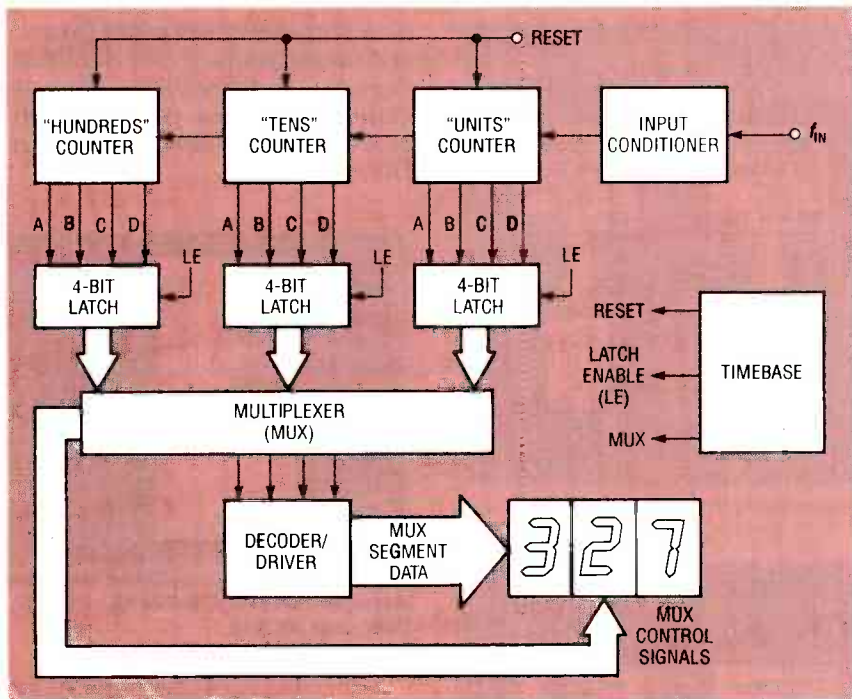 RESET
"HUNDREDS"
COUNTER
"TENS"
COUNTER
"UNITS"
COUNTER
INPUT
CONDITIONER
fIN
A B C D
A B C D
A B C D
LE
LE
LE
4-BIT
LATCH
4-BIT
LATCH
4-BIT
LATCH
RESET
LATCH
ENABLE
(LE)
MUX
TIMEBASE
MULTIPLEXER
(MUX)
DECODER/
DRIVER
MUX
SEGMENT
DATA
327
MUX
CONTROL
SIGNALS